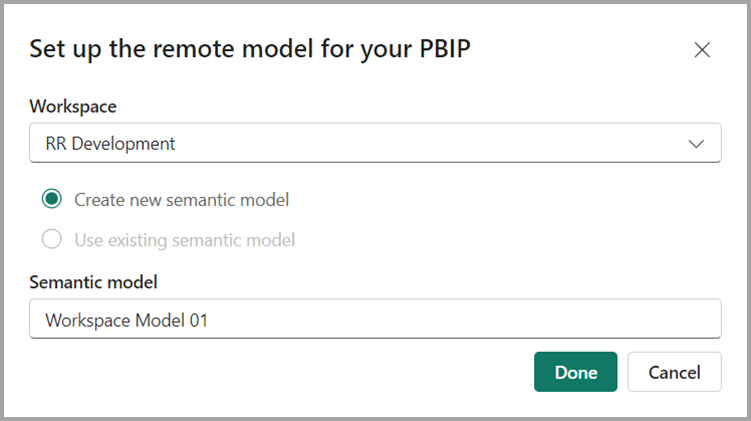 Set up the remote model for your PBIP
Workspace
RR Development
Create new semantic model
Use existing semantic model
Semantic model
Workspace Model 01
Done Cancel